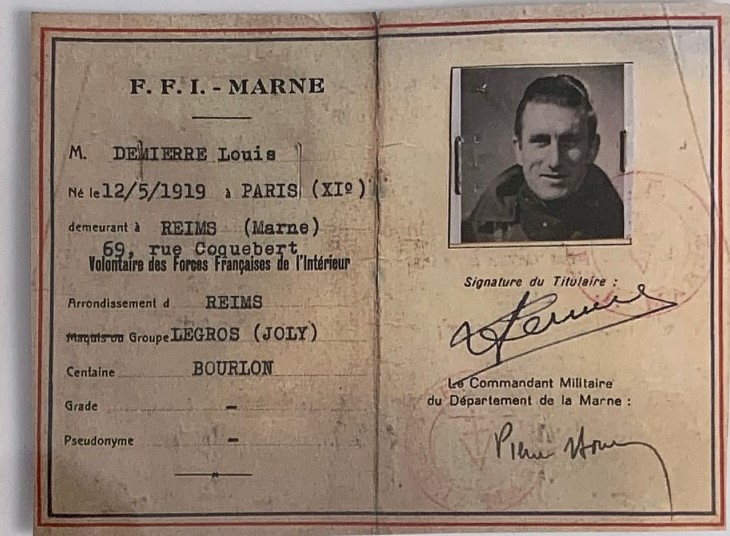 F. F. I. - MARNE
M. DEMIERRE Louis
Né le 12/5/1919 à PARIS (XIº)
demeurant à REIMS (Marne)
69, rue Coquebert
Volontaire des Forces Françaises de l'Intérieur
Arrondissement d REIMS
Maquis ou Groupe LEGROS (JOLY)
Centaine BOURLON
Grade -
Pseudonyme -
Signature du Titulaire :
Le Commandant Militaire
du Département de la Marne :
Pierre